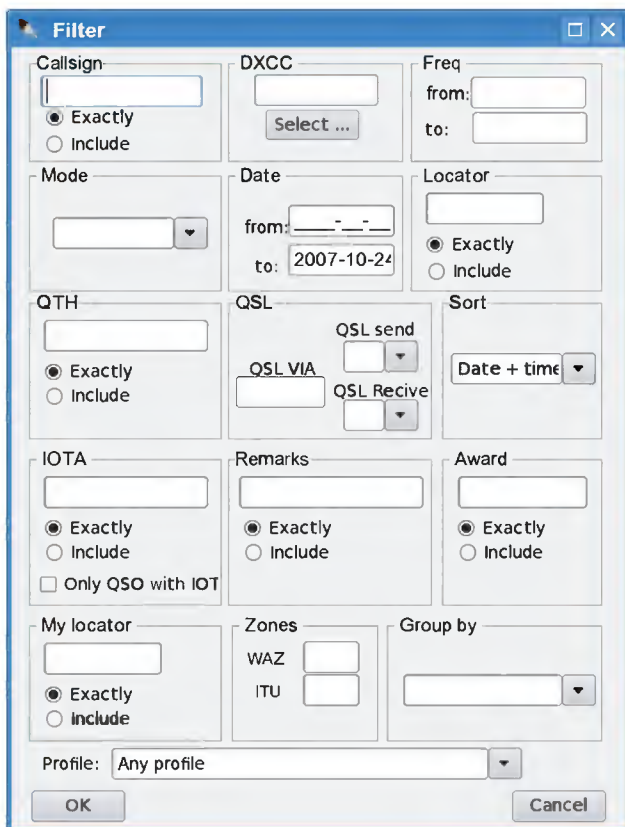 Filter
Callsign
Exactly
Include
DXCC
Select ...
Freq
from:
to:
Mode
Date
from: ____-__-__
to: 2007-10-24
Locator
Exactly
Include
QTH
Exactly
Include
QSL
QSL send
QSL VIA
QSL Recive
Sort
Date + time
IOTA
Exactly
Include
Only QSO with IOT
Remarks
Exactly
Include
Award
Exactly
Include
My locator
Exactly
Include
Zones
WAZ
ITU
Group by
Profile: Any profile
OK
Cancel